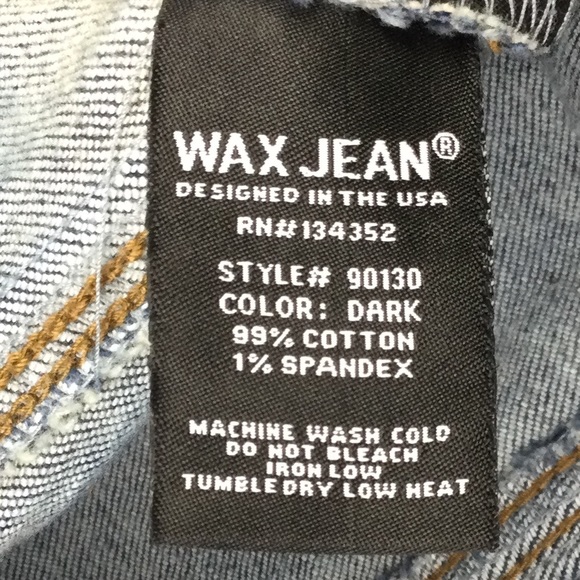 WAX JEAN®
DESIGNED IN THE USA
RN#134352
STYLE# 90130
COLOR: DARK
99% COTTON
1% SPANDEX
MACHINE WASH COLD
DO NOT BLEACH
IRON LOW
TUMBLE DRY LOW HEAT